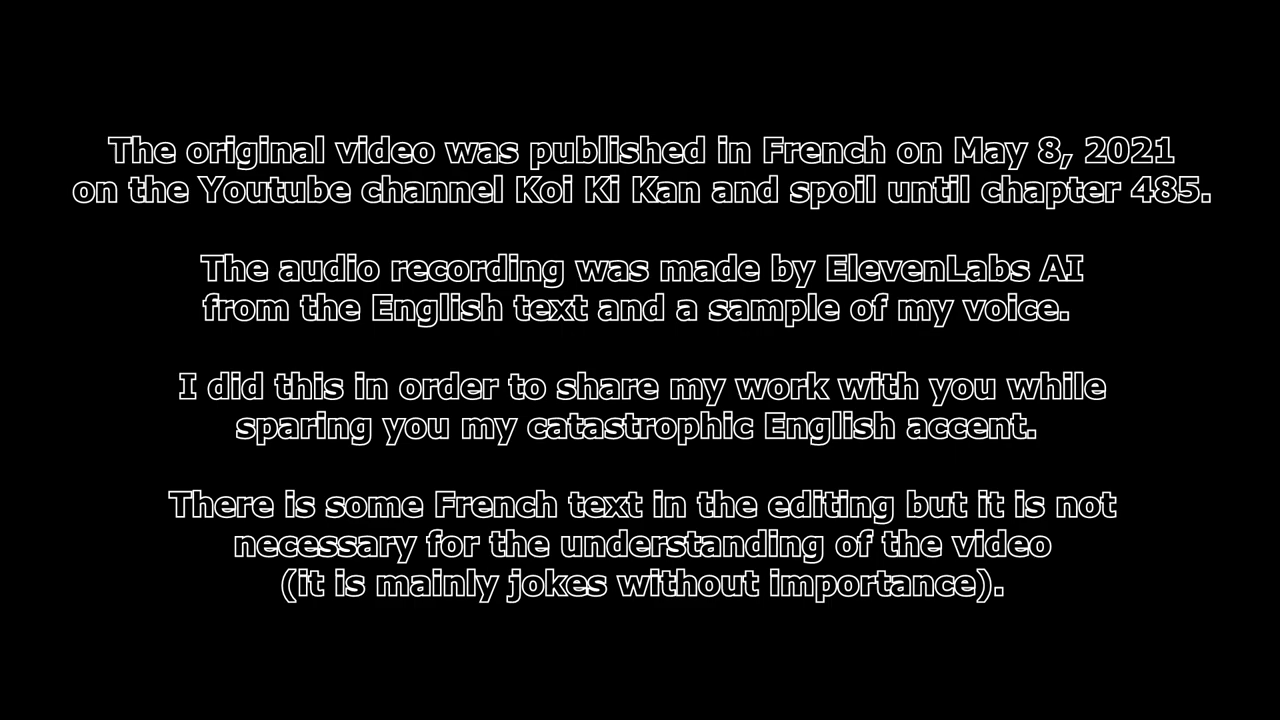 The original video was published in French on May 8, 2021
on the Youtube channel Koi Ki Kan and spoil until chapter 485.
The audio recording was made by ElevenLabs AI
from the English text and a sample of my voice.
I did this in order to share my work with you while
sparing you my catastrophic English accent.
There is some French text in the editing but it is not
necessary for the understanding of the video
(it is mainly jokes without importance).